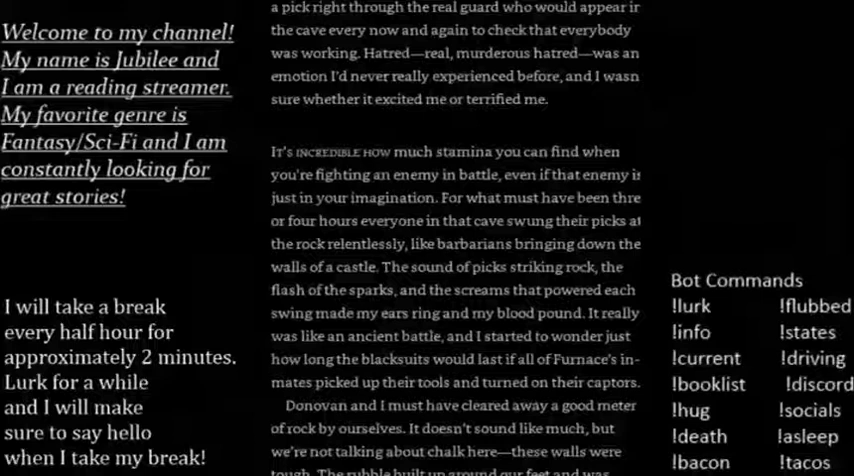 Welcome to my channel!
My name is Jubilee and
I am a reading streamer.
My favorite genre is
Fantasy/Sci-Fi and I am
constantly looking for
great stories!
I will take a break
every half hour for
approximately 2 minutes.
Lurk for a while
and I will make
sure to say hello
when I take my break!
a pick right through the real guard who would appear ir
the cave every now and again to check that everybody
was working. Hatred—real, murderous hatred—was an
emotion I'd never really experienced before, and I wasn
sure whether it excited me or terrified me.
IT'S INCREDIBLE HOW much stamina you can find when
you're fighting an enemy in battle, even if that enemy is
just in your imagination. For what must have been thre
or four hours everyone in that cave swung their picks at
the rock relentlessly, like barbarians bringing down the
walls of a castle. The sound of picks striking rock, the
flash of the sparks, and the screams that powered each
swing made my ears ring and my blood pound. It really
was like an ancient battle, and I started to wonder just
how long the blacksuits would last if all of Furnace's in-
mates picked up their tools and turned on their captors.
Donovan and I must have cleared away a good meter
of rock by ourselves. It doesn't sound like much, but
we're not talking about chalk here—these walls were
tough. The rubble built up around our feet and was
Bot Commands
!lurk !flubbed
!info !states
!current !driving
!booklist !discord
!hug !socials
!death !asleep
!bacon !tacos